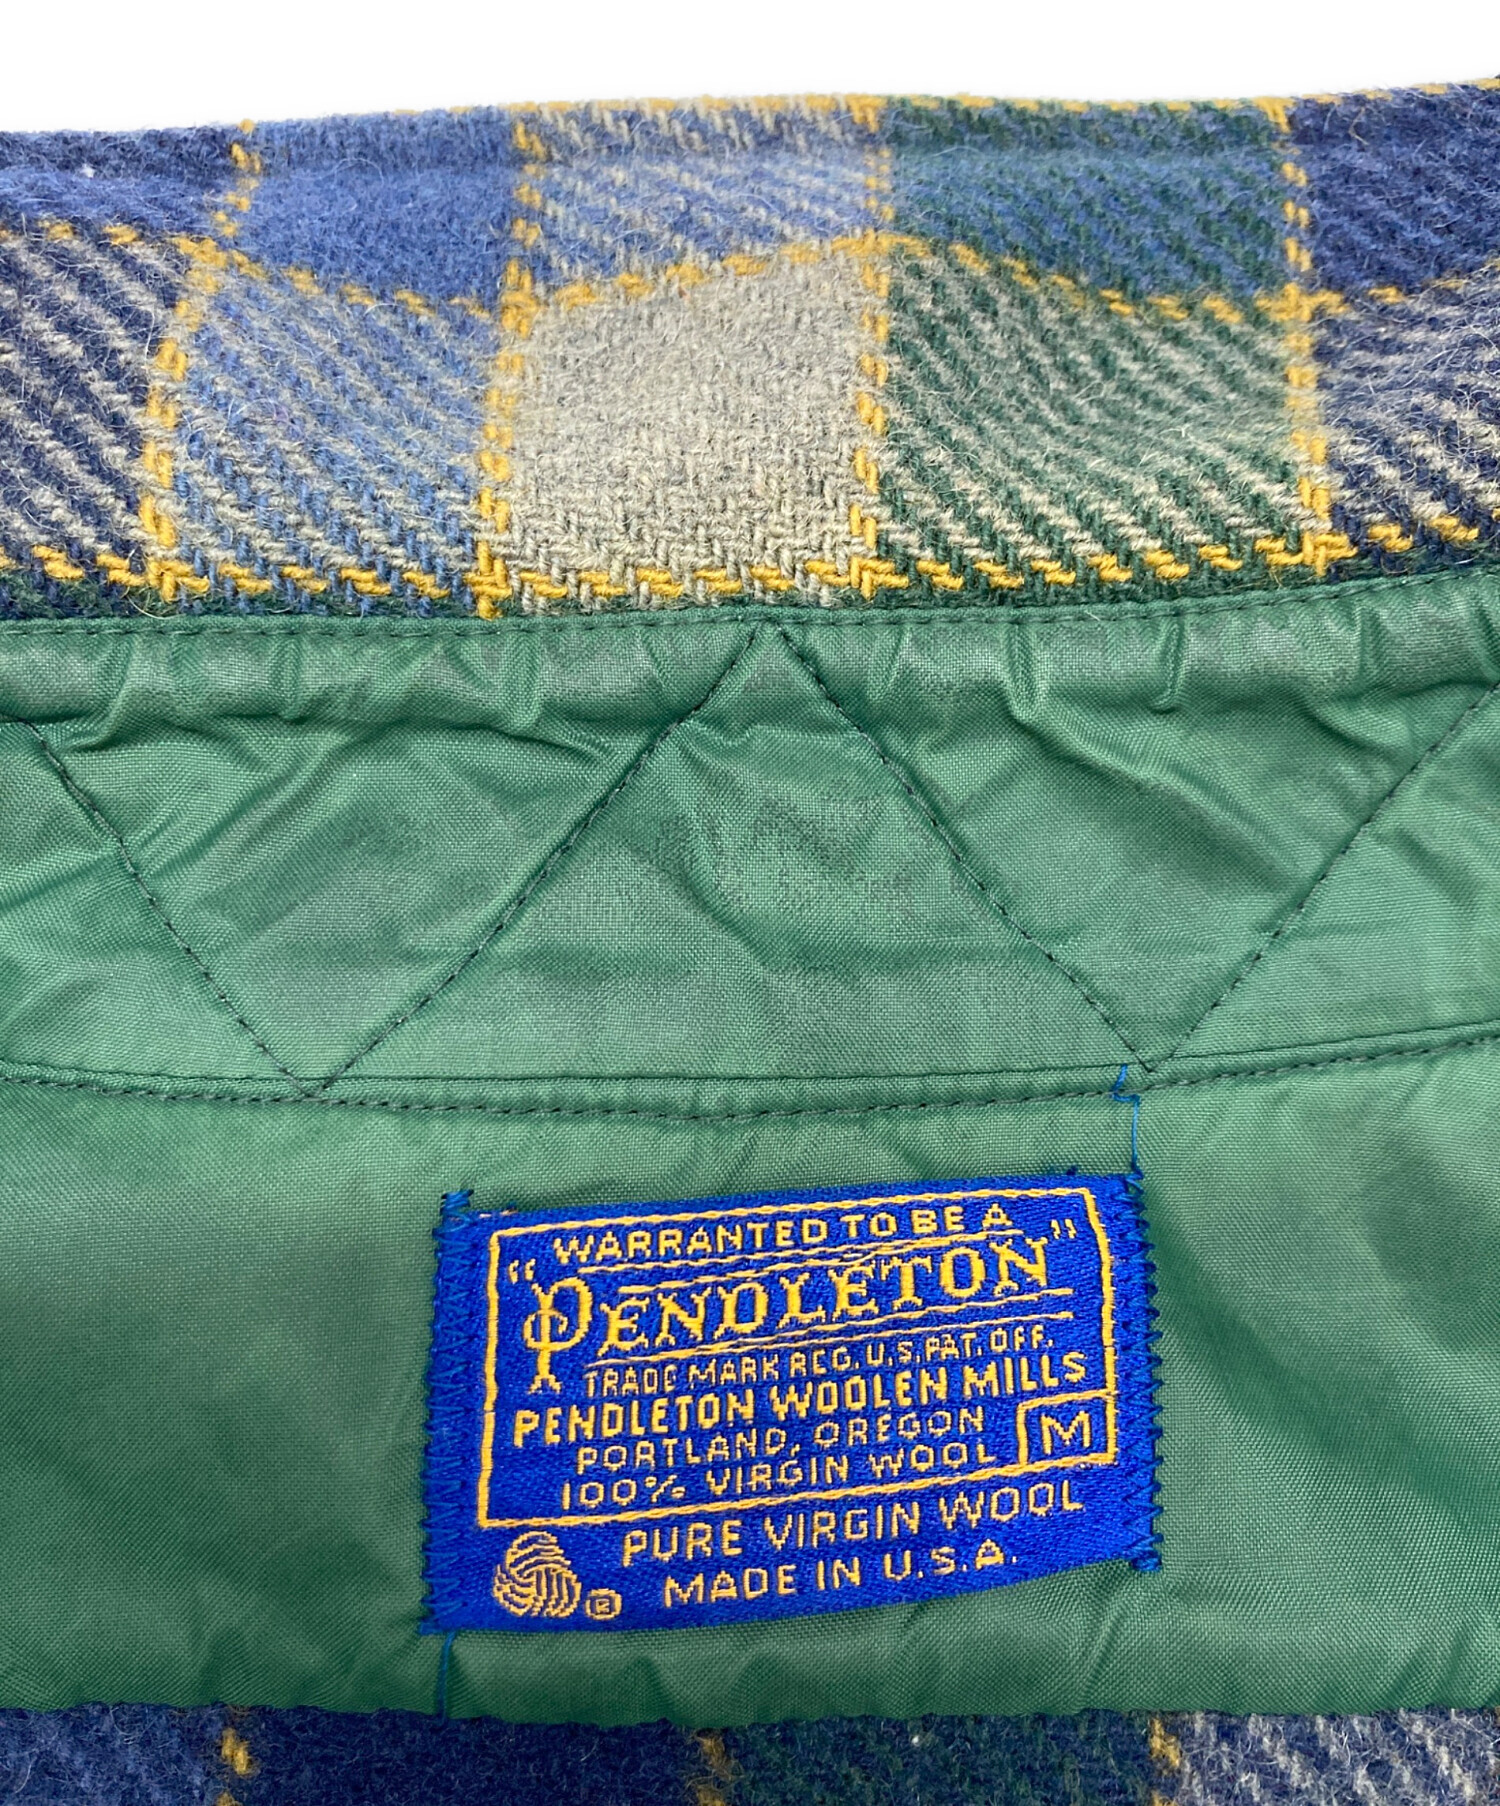 WARRANTED TO BE A
"PENDLETON"
TRADE MARK REG. U.S. PAT. OFF.
PENDLETON WOOLEN MILLS
PORTLAND, OREGON
100% VIRGIN WOOL
M
PURE VIRGIN WOOL
MADE IN U.S.A.
®